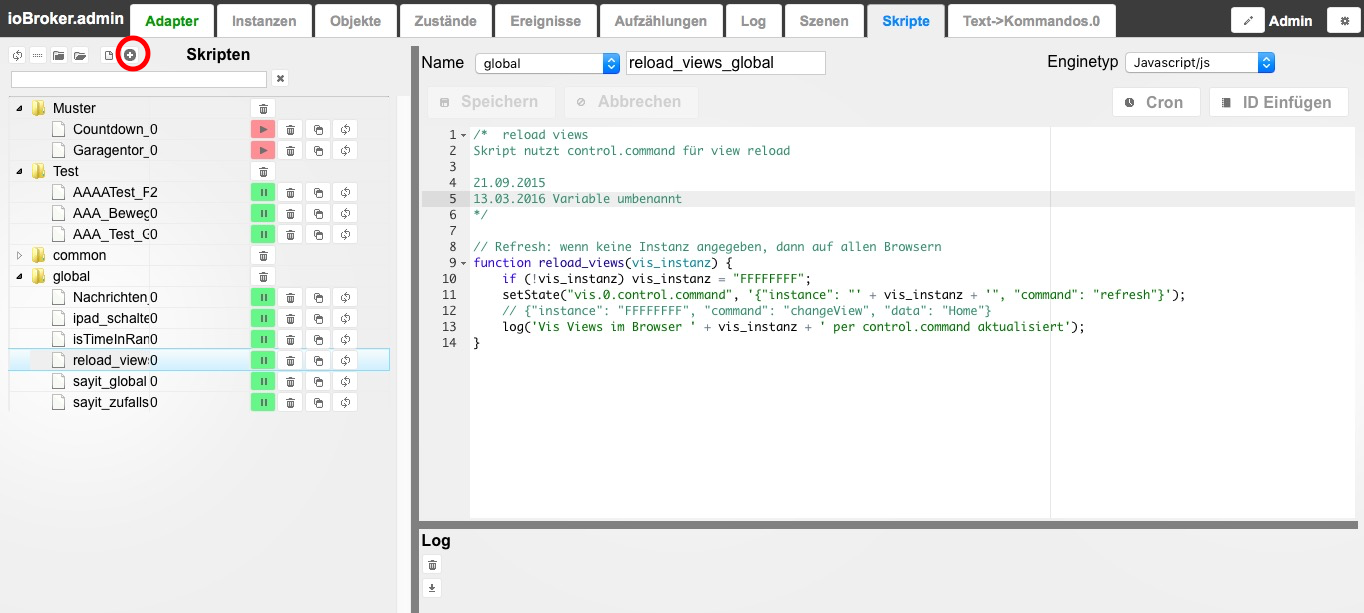 ioBroker.admin Adapter Instanzen Objekte Zustände Ereignisse Aufzählungen Log Szenen Skripte Text->Kommandos.0 Admin
Skripten
Muster
Countdown_0
Garagentor_0
Test
AAAATest_F2
AAA_Beweg0
AAA_Test_G0
common
global
Nachrichten_0
ipad_schalte0
isTimeInRan0
reload_views0
sayit_global 0
sayit_zufalls0
Name global reload_views_global Enginetyp Javascript/js
Speichern Abbrechen Cron ID Einfügen
1 /*  reload views
2 Skript nutzt control.command für view reload
3
4 21.09.2015
5 13.03.2016 Variable umbenannt
6 */
7
8 // Refresh: wenn keine Instanz angegeben, dann auf allen Browsern
9 function reload_views(vis_instanz) {
10     if (!vis_instanz) vis_instanz = "FFFFFFFF";
11     setState("vis.0.control.command", '{"instance": "' + vis_instanz + '", "command": "refresh"}');
12     // {"instance": "FFFFFFFF", "command": "changeView", "data": "Home"}
13     log('Vis Views im Browser ' + vis_instanz + ' per control.command aktualisiert');
14 }
Log